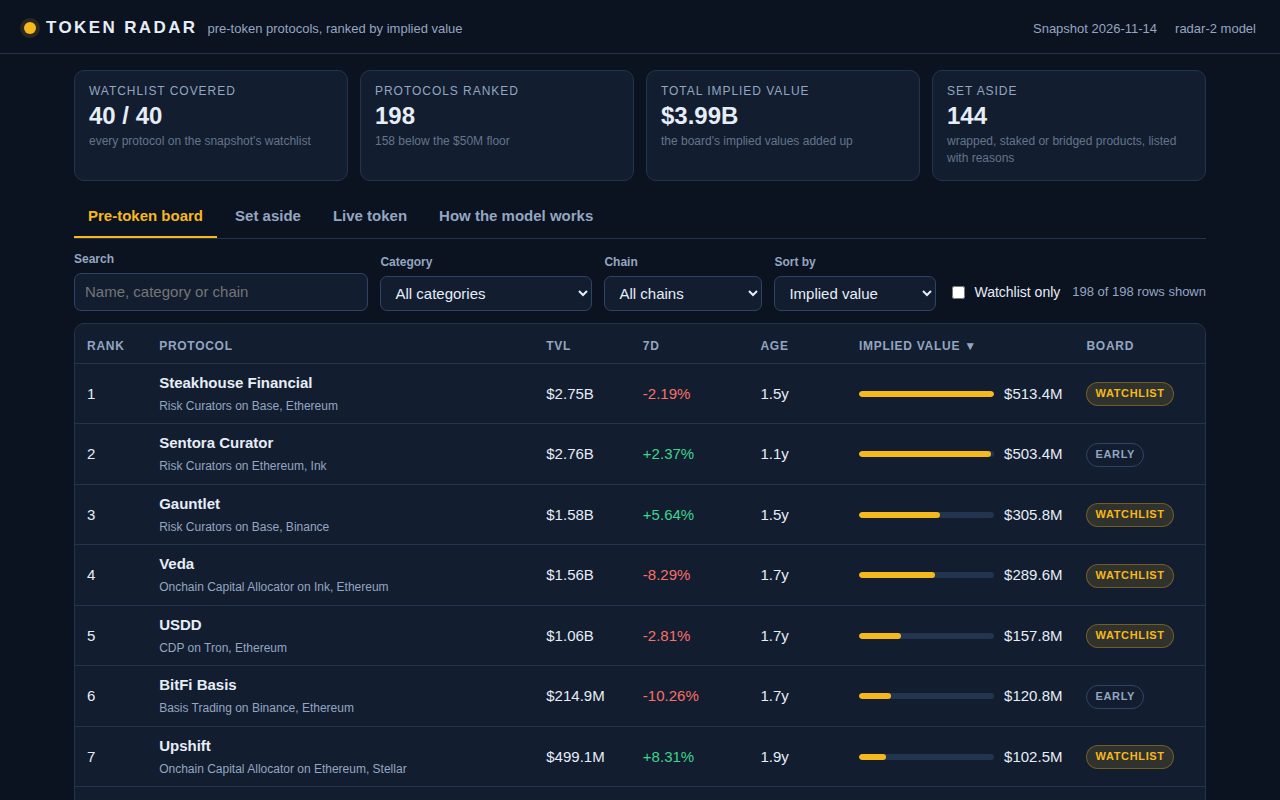 TOKEN RADAR pre-token protocols, ranked by implied value Snapshot 2026-11-14 radar-2 model
WATCHLIST COVERED
40 / 40
every protocol on the snapshot's watchlist
PROTOCOLS RANKED
198
158 below the $50M floor
TOTAL IMPLIED VALUE
$3.99B
the board's implied values added up
SET ASIDE
144
wrapped, staked or bridged products, listed
with reasons
Pre-token board Set aside Live token How the model works
Search Category Chain Sort by
Name, category or chain All categories All chains Implied value Watchlist only 198 of 198 rows shown
RANK PROTOCOL TVL 7D AGE IMPLIED VALUE ▼ BOARD
1 Steakhouse Financial $2.75B -2.19% 1.5y $513.4M WATCHLIST
Risk Curators on Base, Ethereum
2 Sentora Curator $2.76B +2.37% 1.1y $503.4M EARLY
Risk Curators on Ethereum, Ink
3 Gauntlet $1.58B +5.64% 1.5y $305.8M WATCHLIST
Risk Curators on Base, Binance
4 Veda $1.56B -8.29% 1.7y $289.6M WATCHLIST
Onchain Capital Allocator on Ink, Ethereum
5 USDD $1.06B -2.81% 1.7y $157.8M WATCHLIST
CDP on Tron, Ethereum
6 BitFi Basis $214.9M -10.26% 1.7y $120.8M EARLY
Basis Trading on Binance, Ethereum
7 Upshift $499.1M +8.31% 1.9y $102.5M WATCHLIST
Onchain Capital Allocator on Ethereum, Stellar